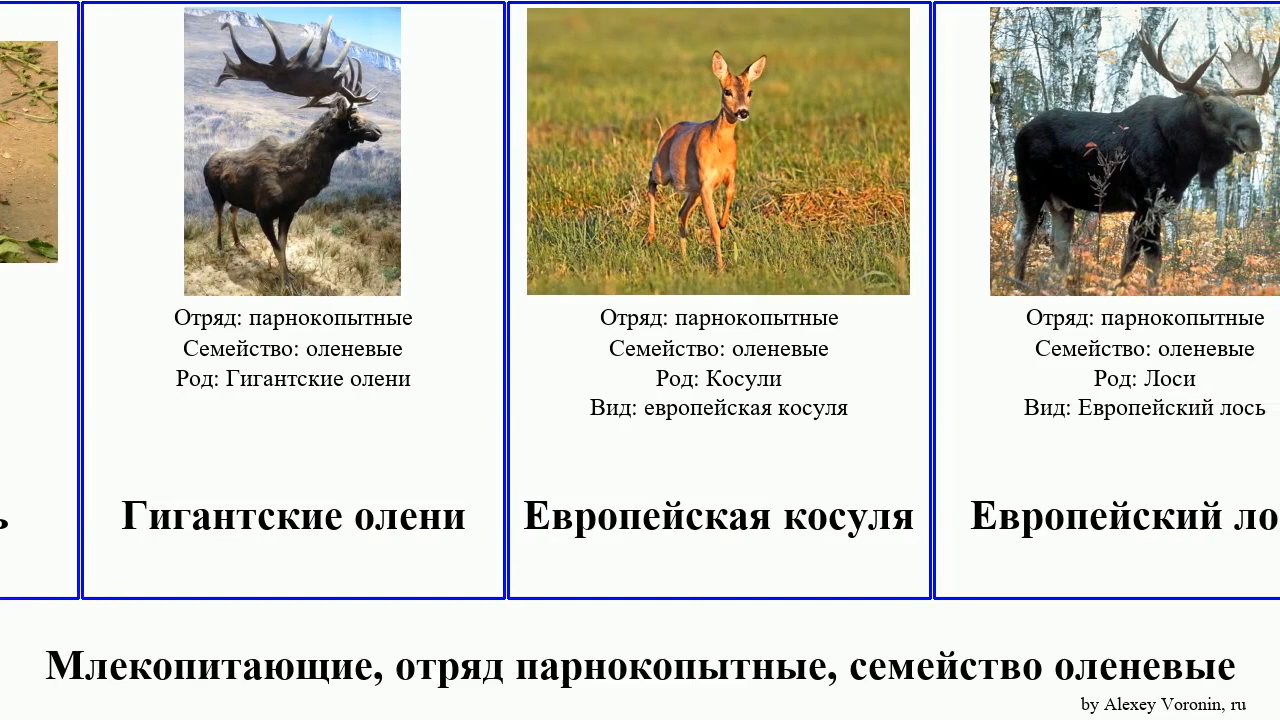 Отряд: парнокопытные
Семейство: оленевые
Род: Гигантские олени
Гигантские олени
Отряд: парнокопытные
Семейство: оленевые
Род: Косули
Вид: европейская косуля
Европейская косуля
Отряд: парнокопытные
Семейство: оленевые
Род: Лоси
Вид: Европейский лось
Европейский ло
Млекопитающие, отряд парнокопытные, семейство оленевые
by Alexey Voronin, ru